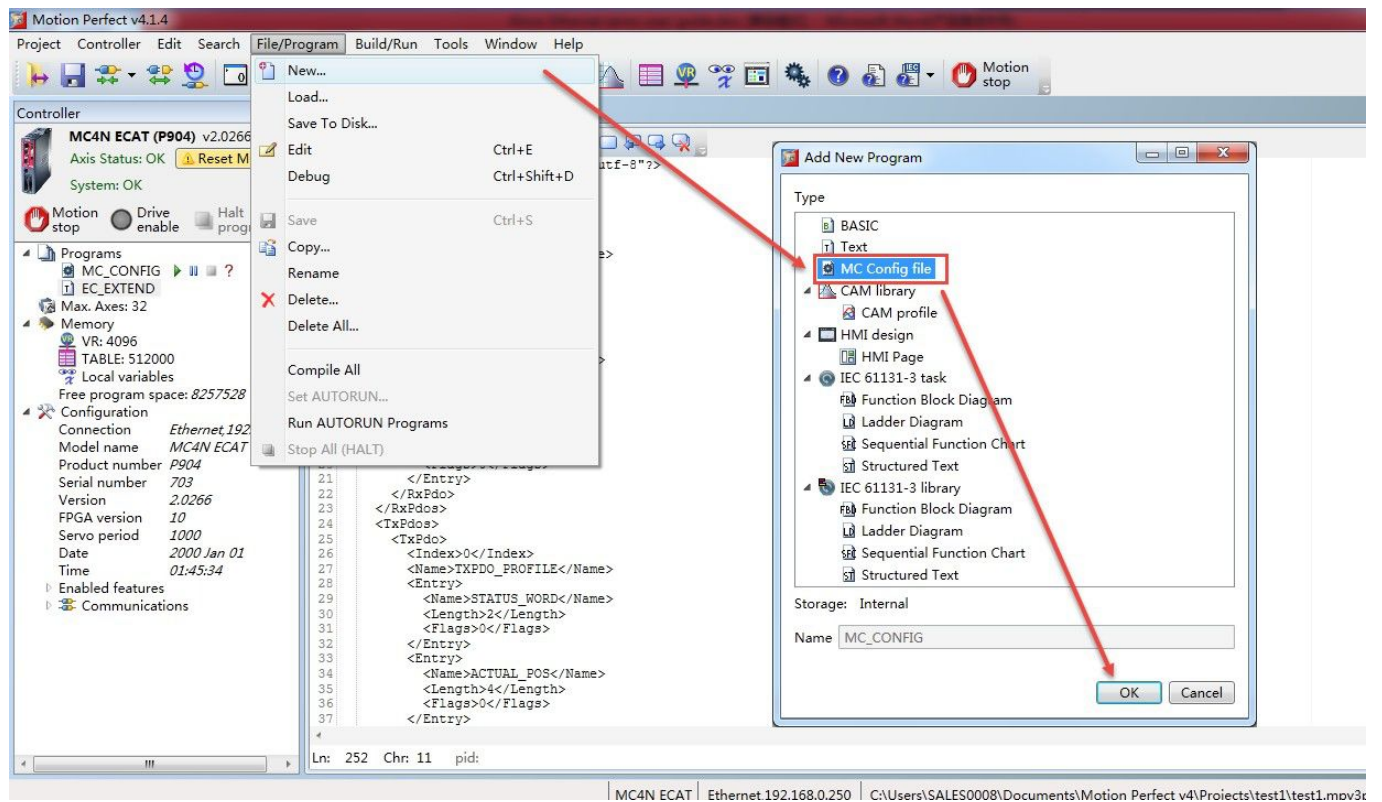 Motion Perfect v4.1.4
Project Controller Edit Search File/Program Build/Run Tools Window Help
Motion stop
Controller
MC4N ECAT (P904) v2.0266
Axis Status: OK Reset M
System: OK
Motion stop Drive enable Halt progr
Programs
MC_CONFIG ?
EC_EXTEND
Max. Axes: 32
Memory
VR: 4096
TABLE: 512000
Local variables
Free program space: 8257528
Configuration
Connection Ethernet,192
Model name MC4N ECAT
Product number P904
Serial number 703
Version 2.0266
FPGA version 10
Servo period 1000
Date 2000 Jan 01
Time 01:45:34
Enabled features
Communications
New...
Load...
Save To Disk...
Edit Ctrl+E
Debug Ctrl+Shift+D
Save Ctrl+S
Copy...
Rename
Delete...
Delete All...
Compile All
Set AUTORUN...
Run AUTORUN Programs
Stop All (HALT)
utf-8"?>
e>
>
21 </Entry>
22 </RxPdo>
23 </RxPdos>
24 <TxPdos>
25 <TxPdo>
26 <Index>0</Index>
27 <Name>TXPDO_PROFILE</Name>
28 <Entry>
29 <Name>STATUS_WORD</Name>
30 <Length>2</Length>
31 <Flags>0</Flags>
32 </Entry>
33 <Entry>
34 <Name>ACTUAL_POS</Name>
35 <Length>4</Length>
36 <Flags>0</Flags>
37 </Entry>
Ln: 252 Chr: 11 pid:
Add New Program
Type
BASIC
Text
MC Config file
CAM library
CAM profile
HMI design
HMI Page
IEC 61131-3 task
Function Block Diagram
Ladder Diagram
Sequential Function Chart
Structured Text
IEC 61131-3 library
Function Block Diagram
Ladder Diagram
Sequential Function Chart
Structured Text
Storage: Internal
Name MC_CONFIG
OK Cancel
MC4N ECAT Ethernet,192.168.0.250 C:\Users\SALES0008\Documents\Motion Perfect v4\Projects\test1\test1.mpv3p